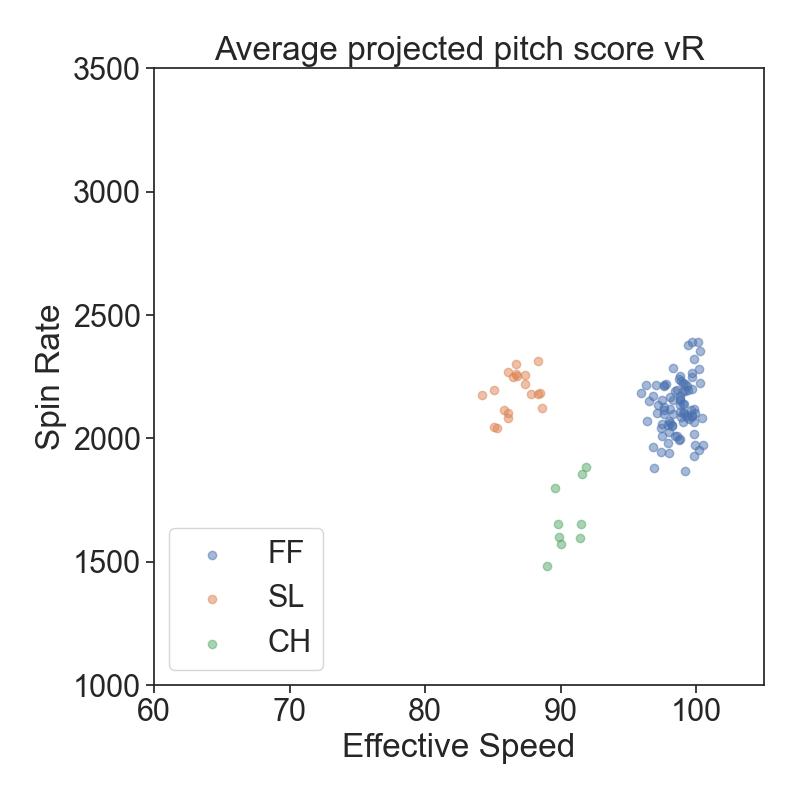 Average projected pitch score vR
3500
3000
2500
2000
1500
1000
Spin Rate
FF
SL
CH
60 70 80 90 100
Effective Speed